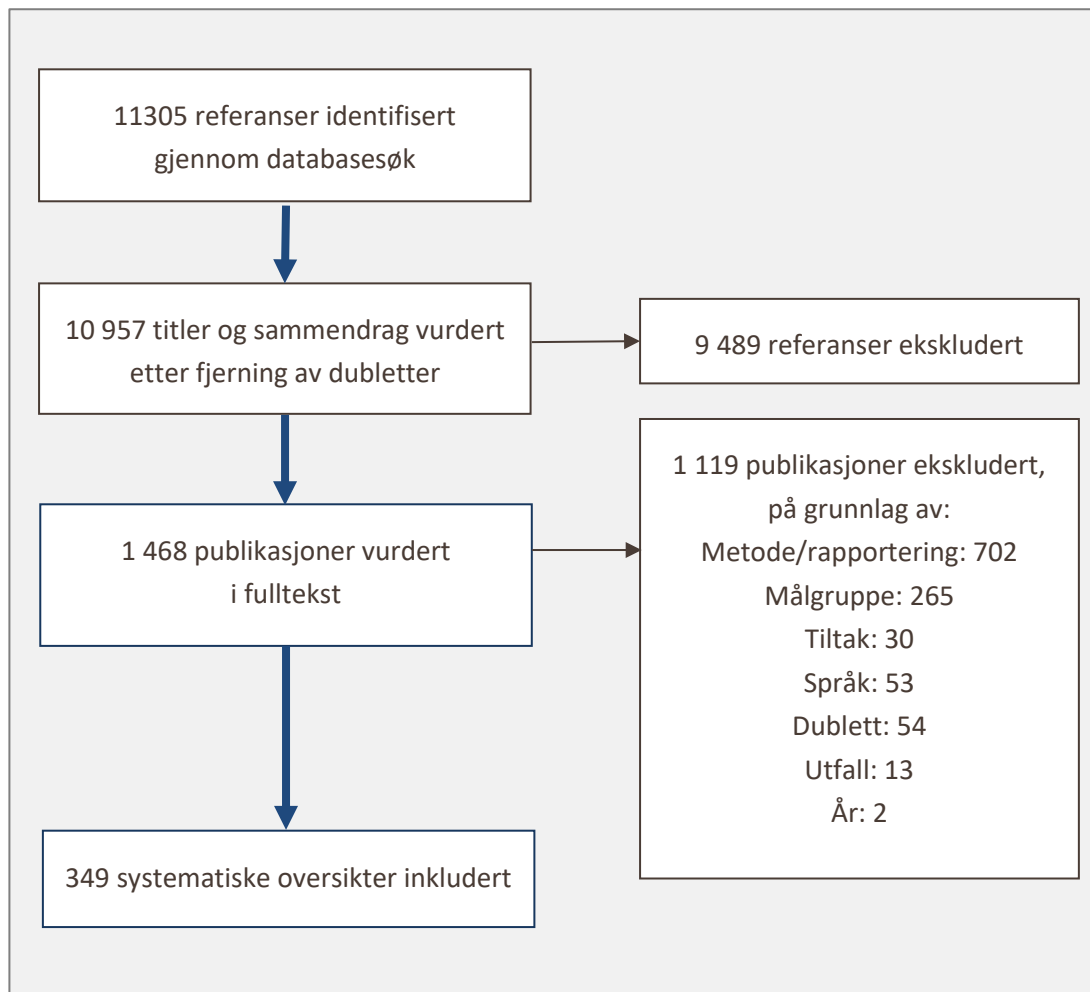 11305 referanser identifisert
gjennom databasesøk
10 957 titler og sammendrag vurdert
etter fjerning av dubletter
9 489 referanser ekskludert
1 468 publikasjoner vurdert
i fulltekst
1 119 publikasjoner ekskludert,
på grunnlag av:
Metode/rapportering: 702
Målgruppe: 265
Tiltak: 30
Språk: 53
Dublett: 54
Utfall: 13
År: 2
349 systematiske oversikter inkludert